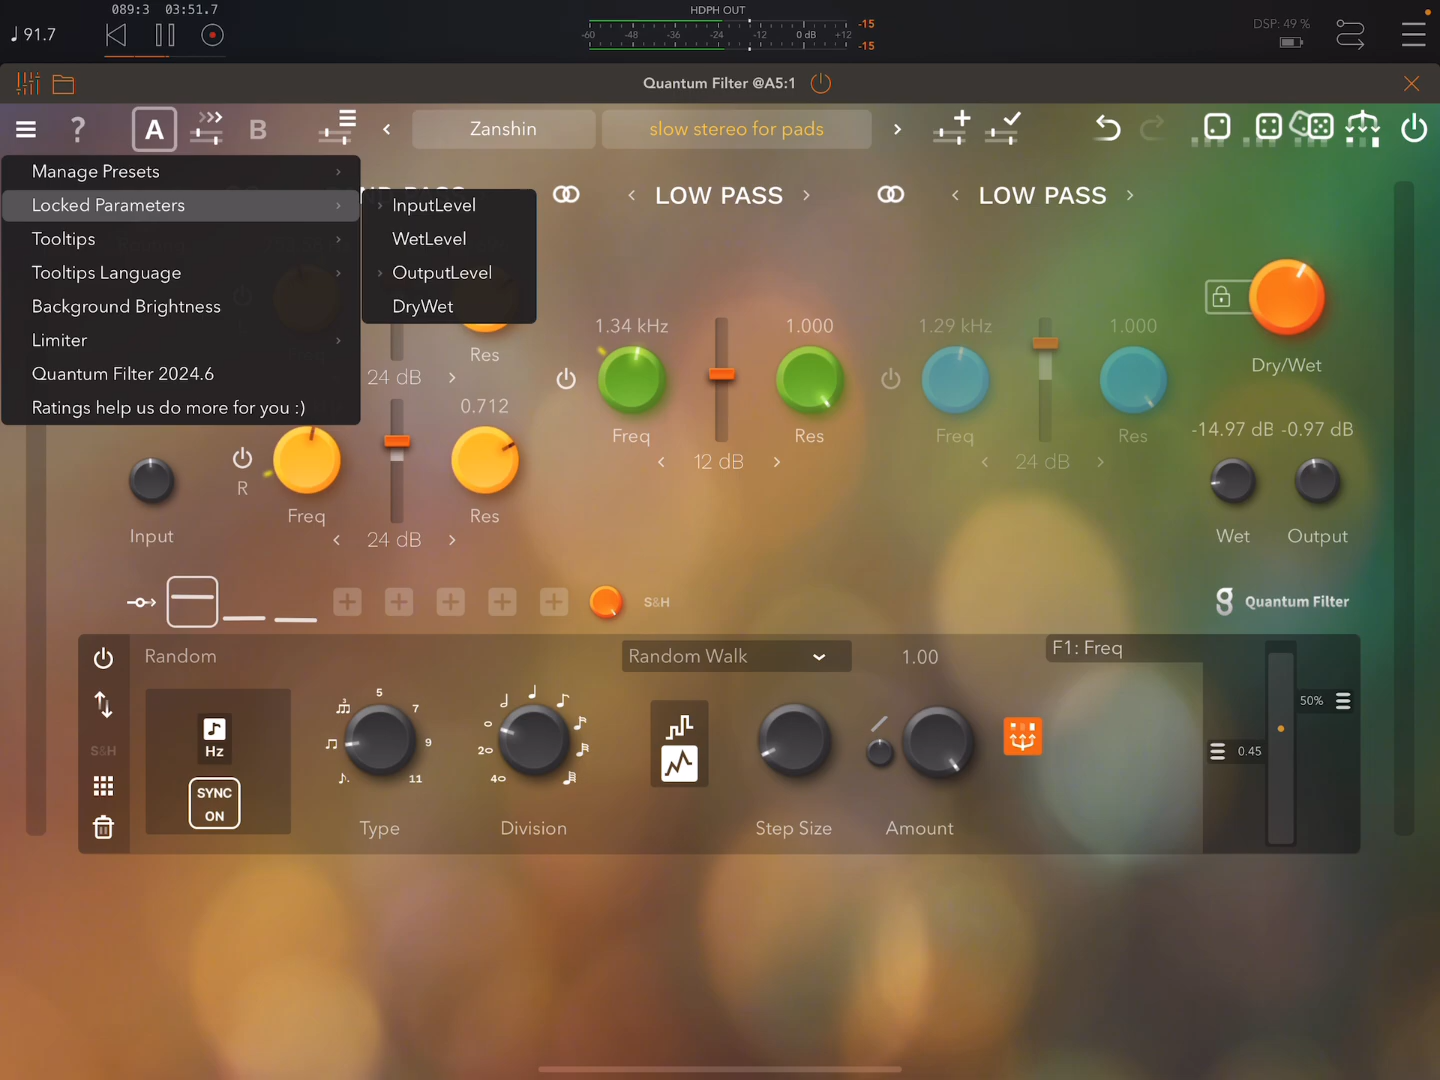 089:3 03:51.7
91.7
HDPH OUT
-60 -48 -36 -24 -12 0 dB +12
-15
-15
DSP: 49 %
Quantum Filter @A5:1
? A B
Zanshin
slow stereo for pads
Manage Presets
Locked Parameters
Tooltips
Tooltips Language
Background Brightness
Limiter
Quantum Filter 2024.6
Ratings help us do more for you :)
InputLevel
WetLevel
OutputLevel
DryWet
LOW PASS
LOW PASS
1.34 kHz 1.000
1.29 kHz 1.000
Res
24 dB
0.712
Freq Res
12 dB
Freq Res
24 dB
Dry/Wet
-14.97 dB -0.97 dB
R
Input
Freq Res
24 dB
Wet Output
S&H
Quantum Filter
Random
Random Walk
1.00
F1: Freq
S&H
Hz
SYNC
ON
3 5 7 9 11
Type
2 4
Division
Step Size
Amount
50%
0.45